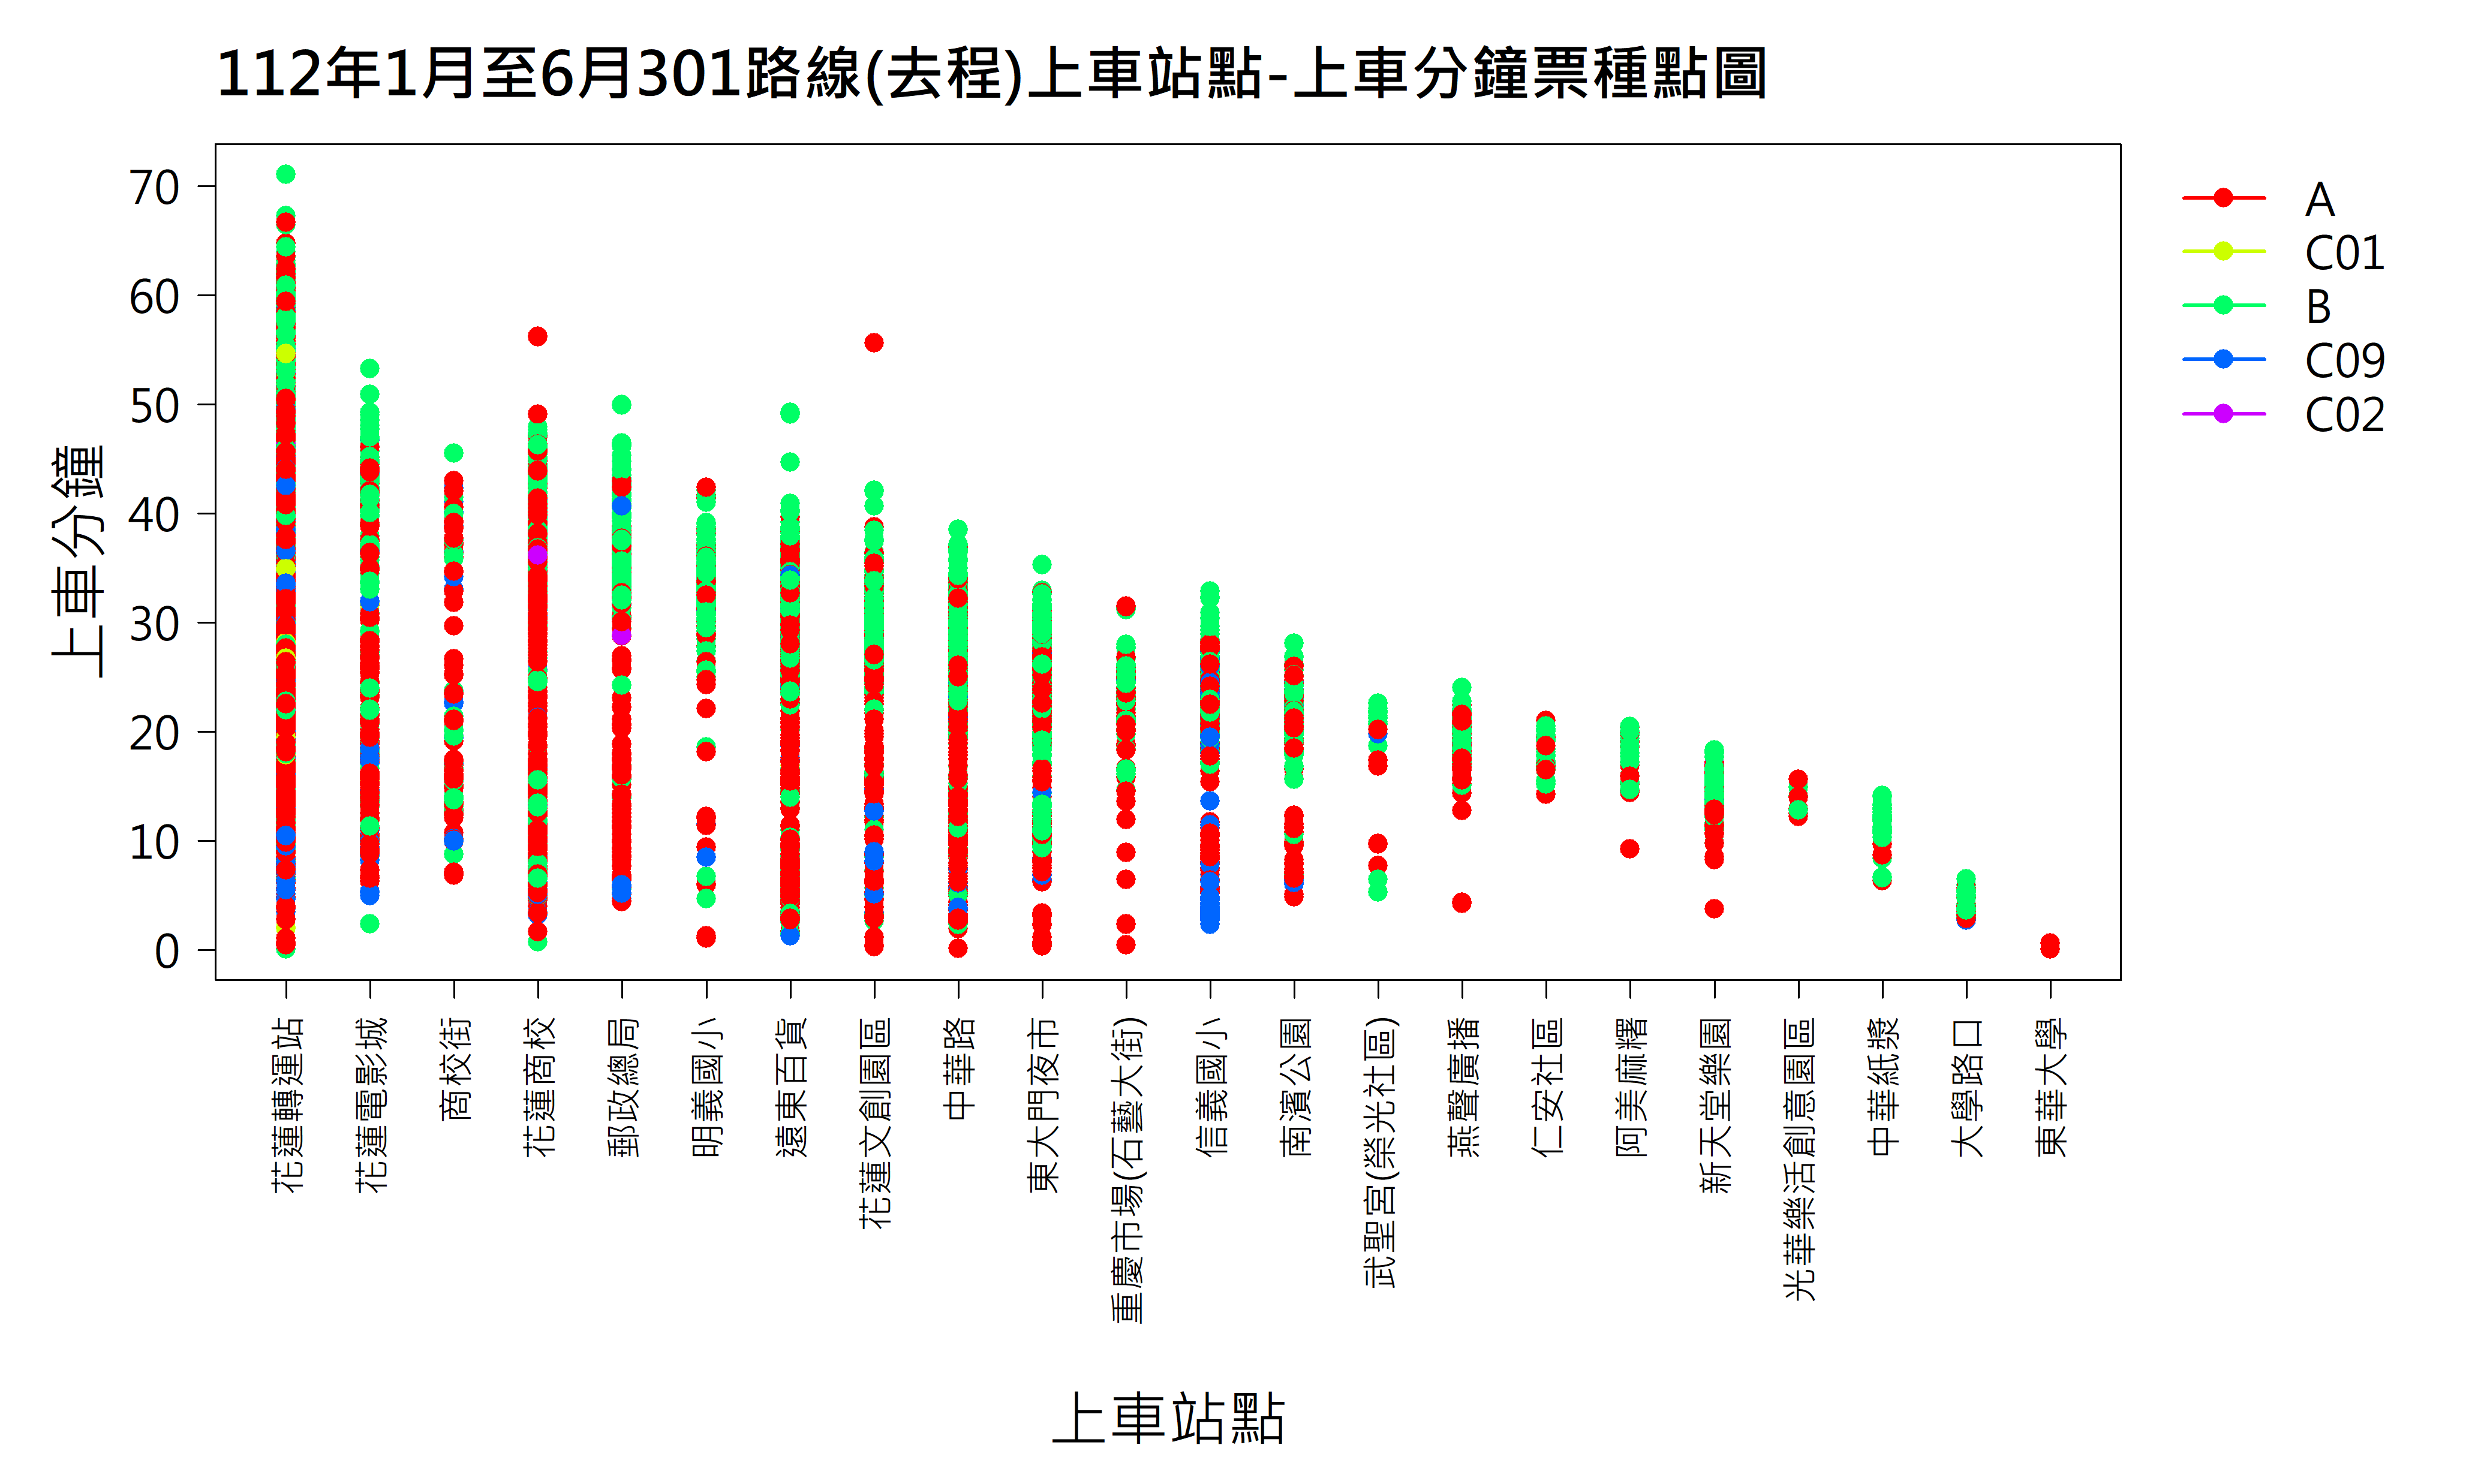 112年1月至6月301路線(去程)上車站點-上車分鐘票種點圖
上車分鐘
70
60
50
40
30
20
10
0
A
C01
B
C09
C02
花蓮轉運站
花蓮電影城
商校街
花蓮商校
郵政總局
明義國小
遠東百貨
花蓮文創園區
中華路
東大門夜市
重慶市場(石藝大街)
信義國小
南濱公園
武聖宮(榮光社區)
燕聲廣播
仁安社區
阿美麻糬
新天堂樂園
光華樂活創意園區
中華紙漿
大學路口
東華大學
上車站點